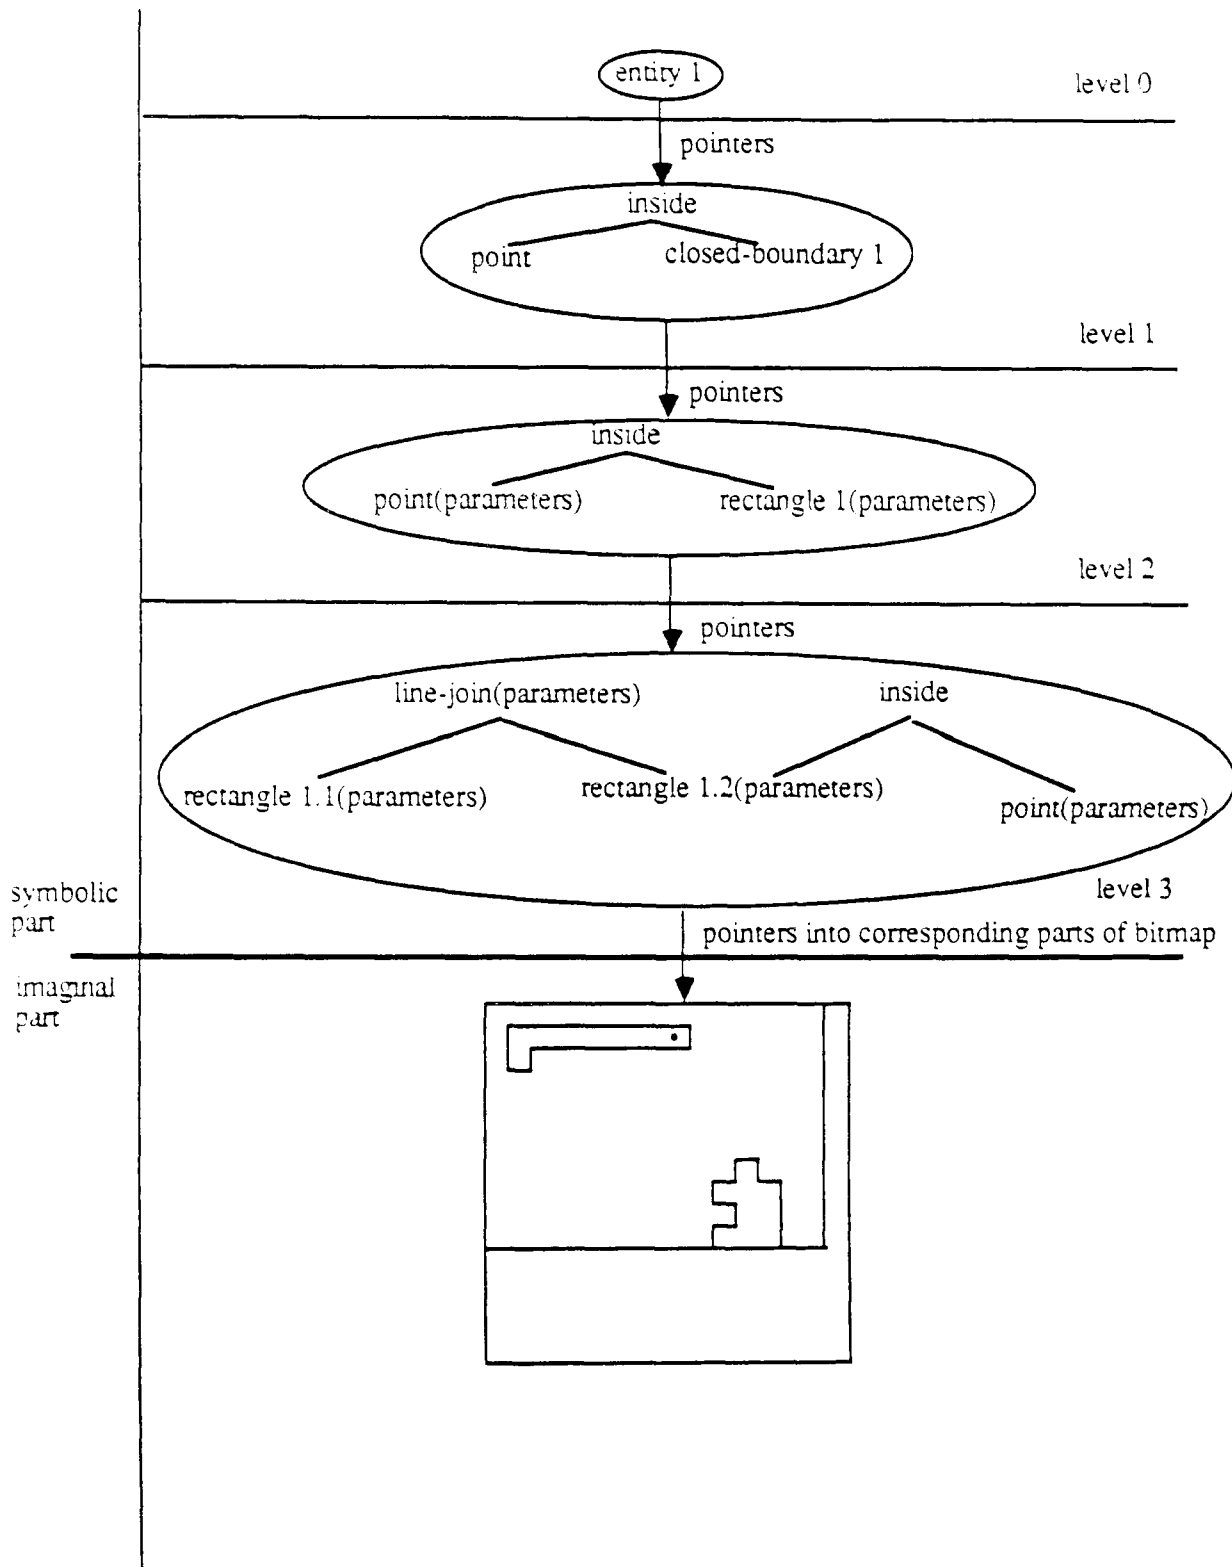 entity 1
level 0
pointers
inside
point
closed-boundary 1
level 1
pointers
inside
point(parameters)
rectangle 1(parameters)
level 2
pointers
line-join(parameters)
inside
rectangle 1.1(parameters)
rectangle 1.2(parameters)
point(parameters)
level 3
symbolic
part
pointers into corresponding parts of bitmap
imaginal
part